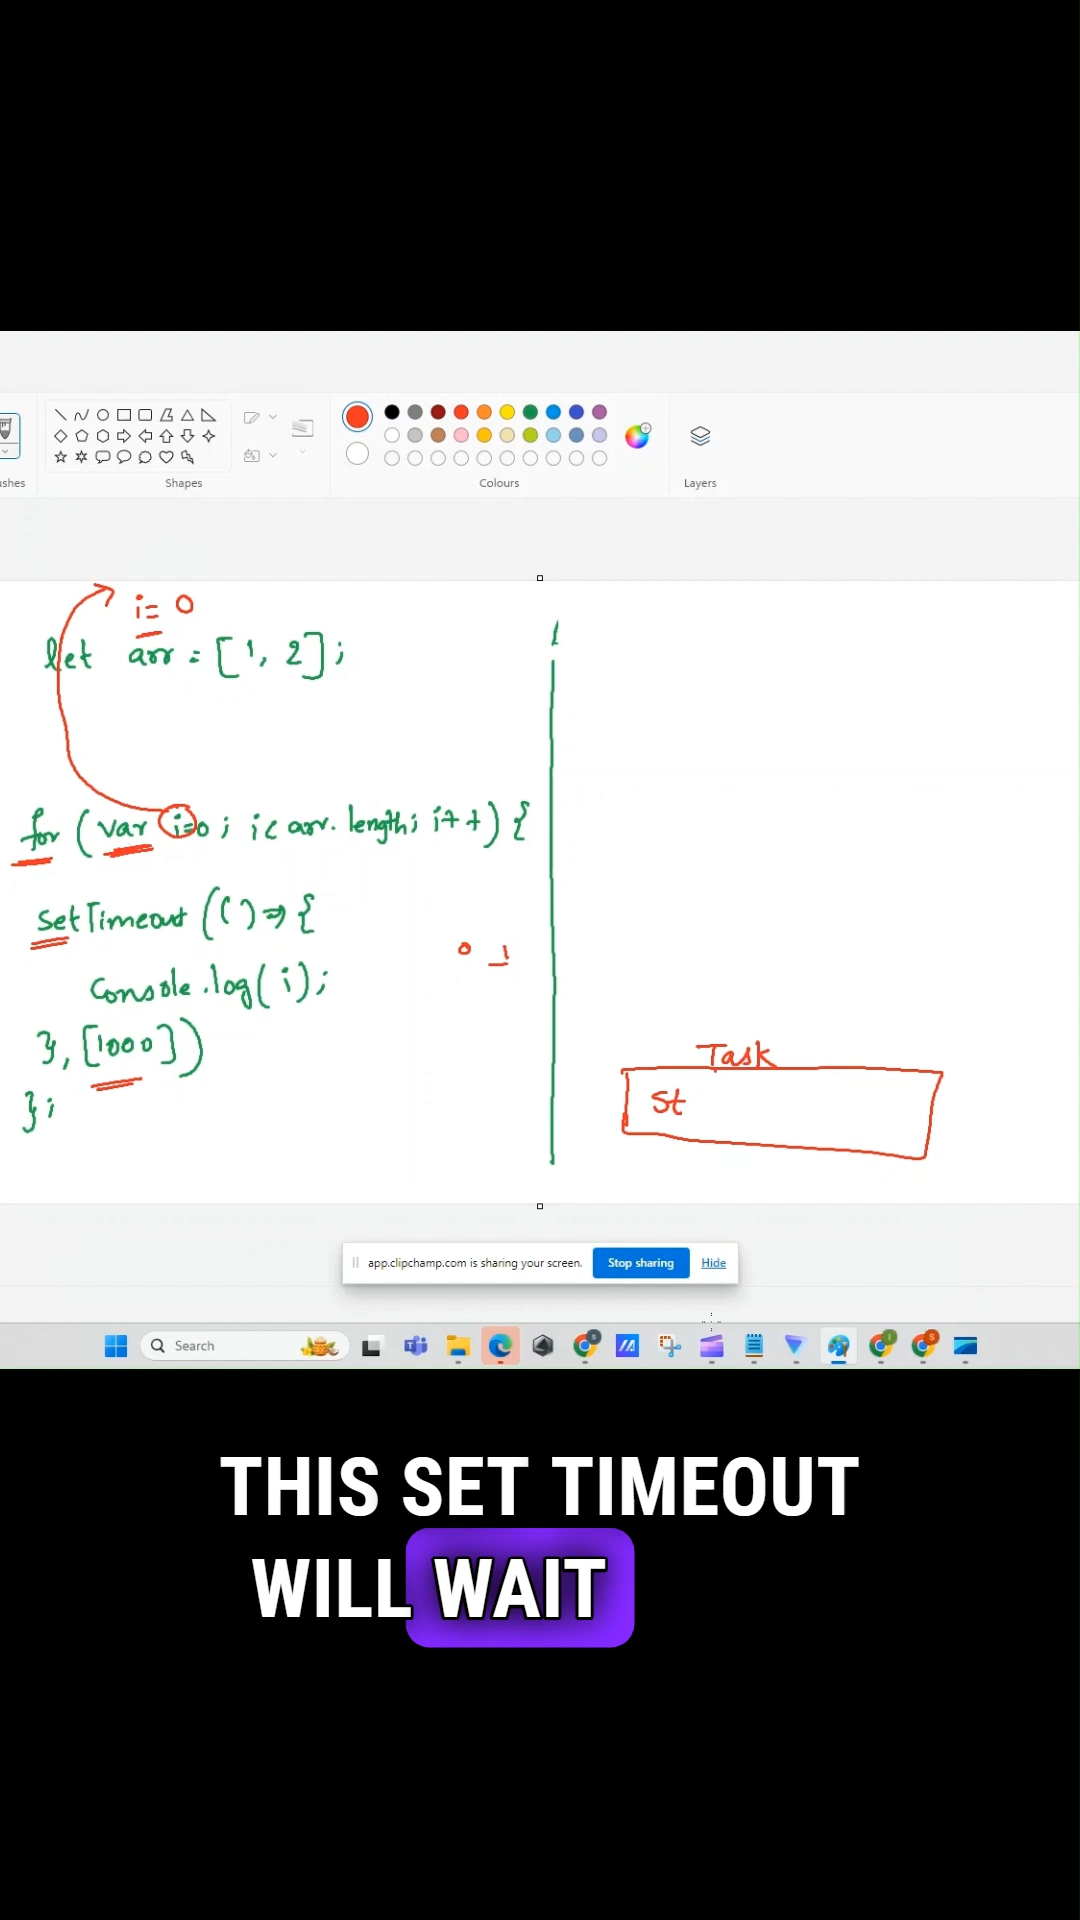 shes
Shapes
Colours
Layers
i= 0
let arr = [1, 2];
for (var i=0; i< arr.length; i++) {
setTimeout (() => {
console.log(i);
}, [1000])
};
0 1
Task
St
app.clipchamp.com is sharing your screen.
Stop sharing
Hide
Search
THIS SET TIMEOUT
WILL WAIT